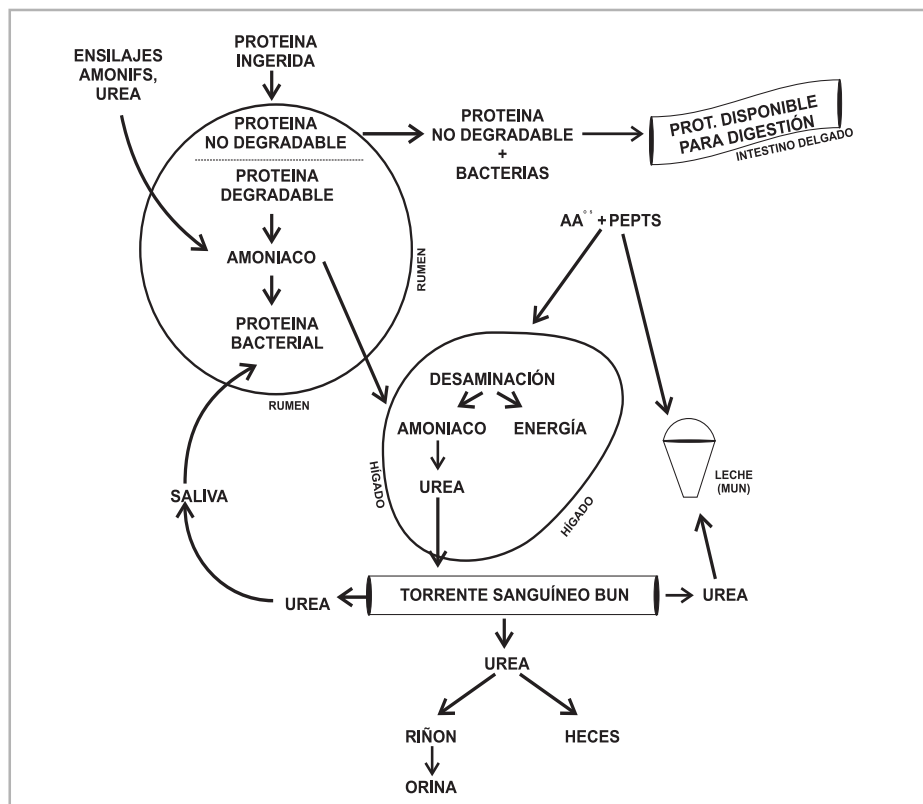 ENSILAJES
AMONIFS,
UREA
PROTEINA
INGERIDA
PROTEINA
NO DEGRADABLE
PROTEINA
DEGRADABLE
AMONIACO
PROTEINA
BACTERIAL
RUMEN
RUMEN
PROTEINA
NO DEGRADABLE
+
BACTERIAS
PROT. DISPONIBLE
PARA DIGESTIÓN
INTESTINO DELGADO
AA°° + PEPTS
DESAMINACIÓN
AMONIACO
ENERGÍA
UREA
HÍGADO
HÍGADO
LECHE
(MUN)
SALIVA
UREA
TORRENTE SANGUÍNEO BUN
UREA
UREA
RIÑON
HECES
ORINA